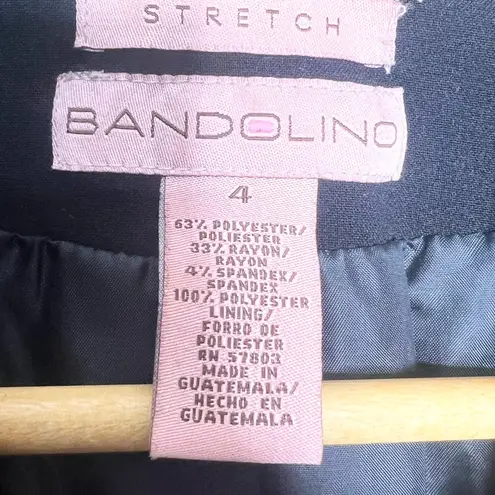 STRETCH
BANDOLINO
4
63% POLYESTER/
POLIESTER
33% RAYON/
RAYON
4% SPANDEX/
SPANDEX
100% POLYESTER
LINING/
FORRO DE
POLIESTER
RN 57803
MADE IN
GUATEMALA/
HECHO EN
GUATEMALA